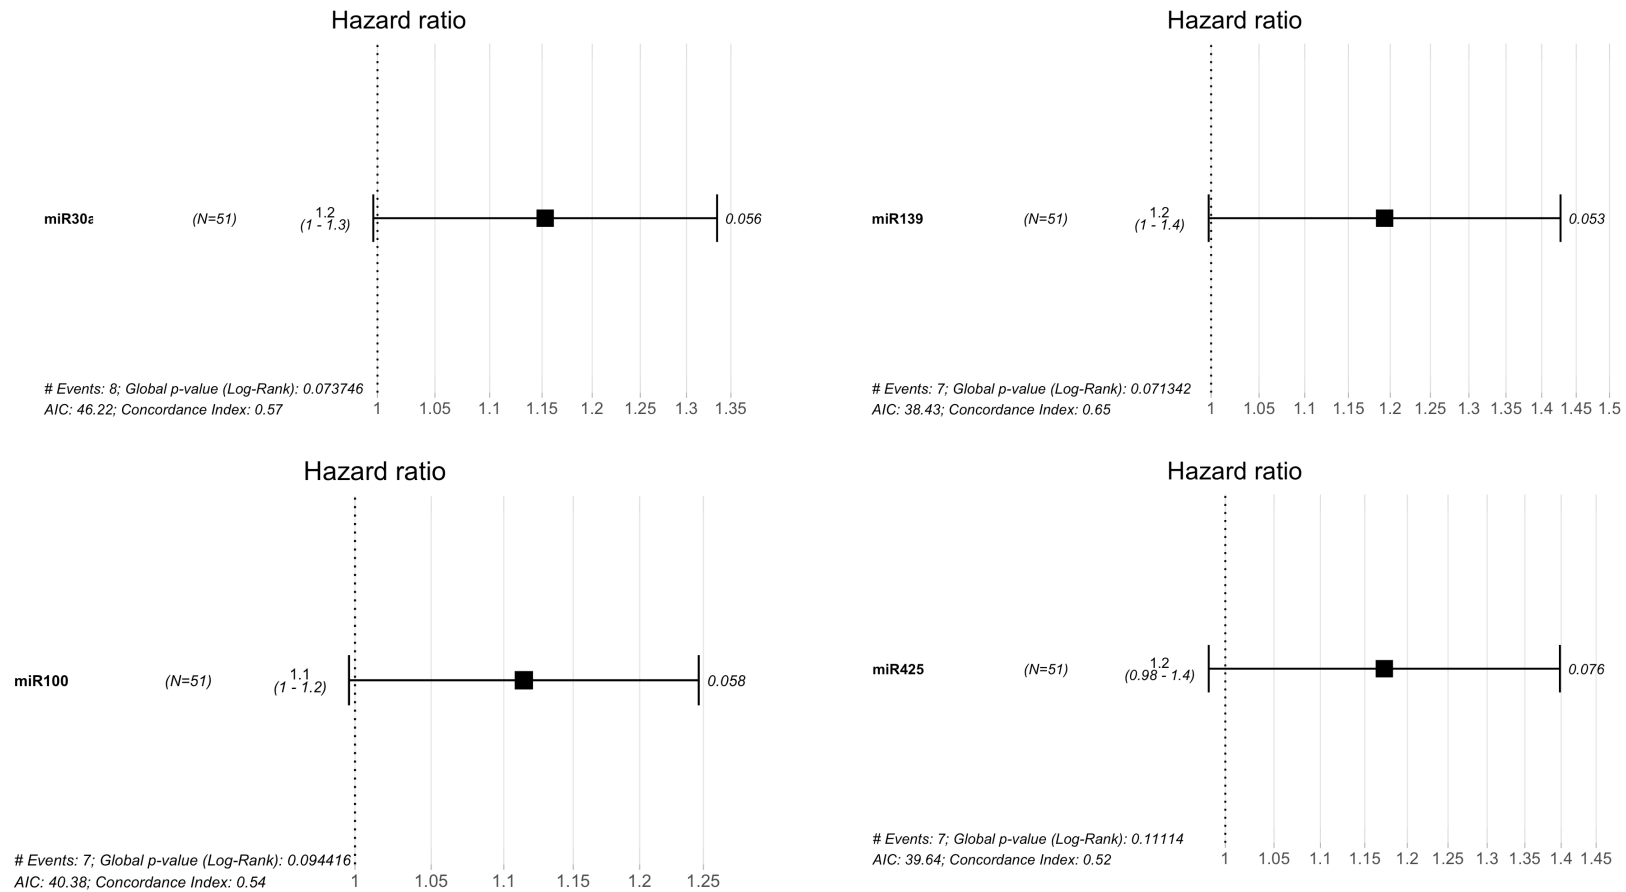 Hazard ratio
miR30a (N=51) 1.2 (1 - 1.3) 0.056
# Events: 8; Global p-value (Log-Rank): 0.073746
AIC: 46.22; Concordance Index: 0.57
1 1.05 1.1 1.15 1.2 1.25 1.3 1.35
Hazard ratio
miR139 (N=51) 1.2 (1 - 1.4) 0.053
# Events: 7; Global p-value (Log-Rank): 0.071342
AIC: 38.43; Concordance Index: 0.65
1 1.05 1.1 1.15 1.2 1.25 1.3 1.35 1.4 1.45 1.5
Hazard ratio
miR100 (N=51) 1.1 (1 - 1.2) 0.058
# Events: 7; Global p-value (Log-Rank): 0.094416
AIC: 40.38; Concordance Index: 0.54
1 1.05 1.1 1.15 1.2 1.25
Hazard ratio
miR425 (N=51) 1.2 (0.98 - 1.4) 0.076
# Events: 7; Global p-value (Log-Rank): 0.11114
AIC: 39.64; Concordance Index: 0.52
1 1.05 1.1 1.15 1.2 1.25 1.3 1.35 1.4 1.45